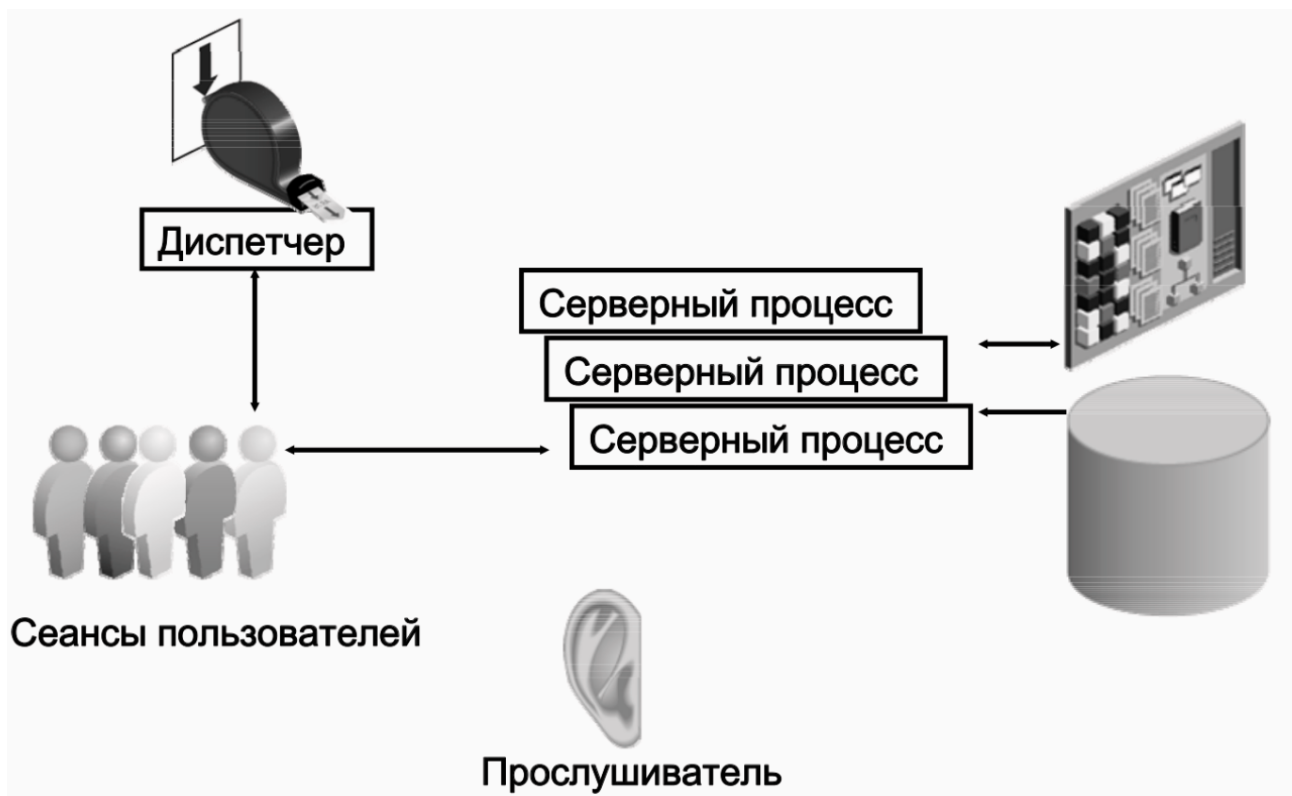 Диспетчер
Серверный процесс
Серверный процесс
Серверный процесс
Сеансы пользователей
Прослушиватель